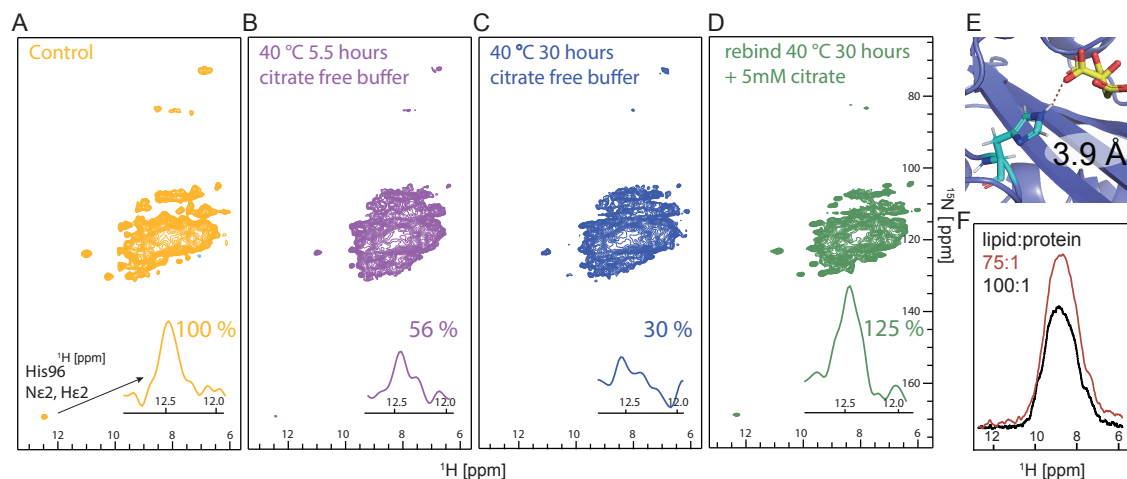 A
Control
100 %
¹H [ppm]
His96
Nε2, Hε2
12.5
12.0
12
10
8
6
B
40 °C 5.5 hours
citrate free buffer
56 %
12.5
12.0
12
10
8
6
C
40 °C 30 hours
citrate free buffer
30 %
12.5
12.0
12
10
8
6
D
rebind 40 °C 30 hours
+ 5mM citrate
125 %
12.5
12.0
12
10
8
6
80
100
120
140
160
¹⁵N [ppm]
¹H [ppm]
E
3.9 Å
F
lipid:protein
75:1
100:1
12
10
8
6
¹H [ppm]